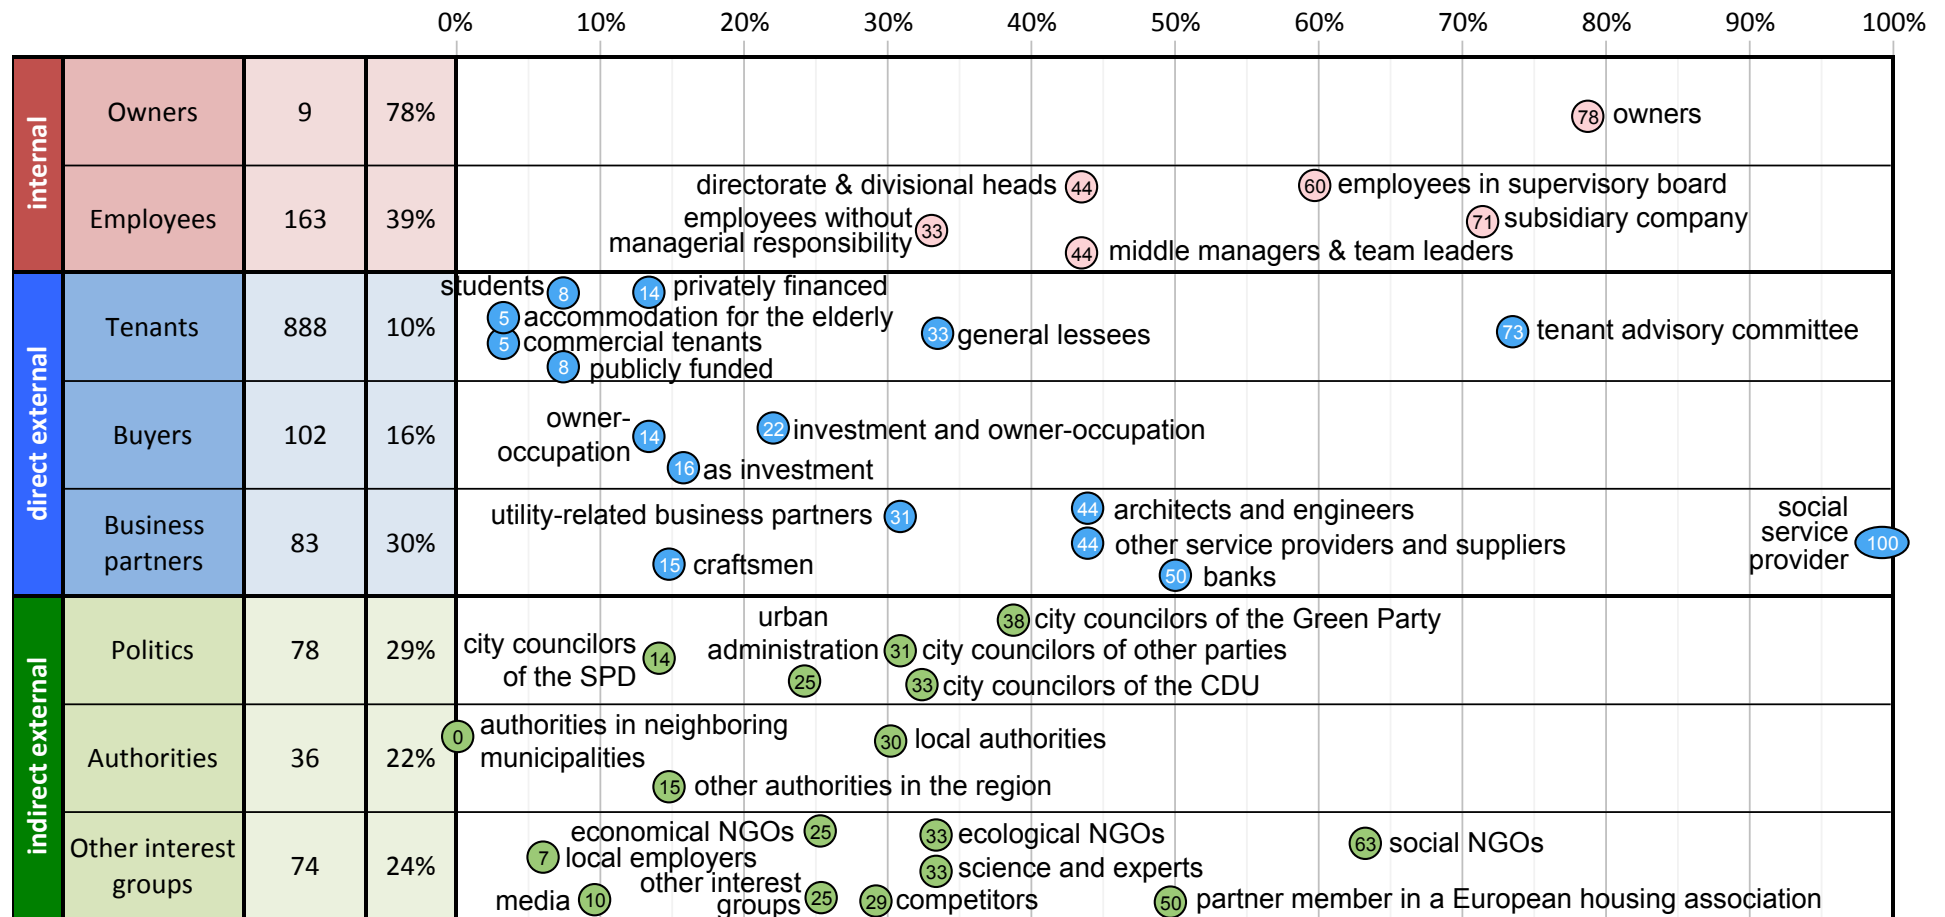 0% 10% 20% 30% 40% 50% 60% 70% 80% 90% 100%
internal
Owners 9 78%
78 owners
Employees 163 39%
directorate & divisional heads 44
60 employees in supervisory board
employees without
managerial responsibility 33
71 subsidiary company
44 middle managers & team leaders
direct external
Tenants 888 10%
students 8
14 privately financed
5 accommodation for the elderly
5 commercial tenants
8 publicly funded
33 general lessees
73 tenant advisory committee
Buyers 102 16%
owner-
occupation 14
22 investment and owner-occupation
16 as investment
Business
partners 83 30%
utility-related business partners 31
15 craftsmen
44 architects and engineers
44 other service providers and suppliers
50 banks
social
service
provider 100
indirect external
Politics 78 29%
city councilors
of the SPD 14
urban
administration
25
38 city councilors of the Green Party
31 city councilors of other parties
33 city councilors of the CDU
Authorities 36 22%
0 authorities in neighboring
municipalities
30 local authorities
15 other authorities in the region
Other interest
groups 74 24%
economical NGOs 25
7 local employers
media 10
other interest
groups 25
33 ecological NGOs
33 science and experts
29 competitors
63 social NGOs
50 partner member in a European housing association